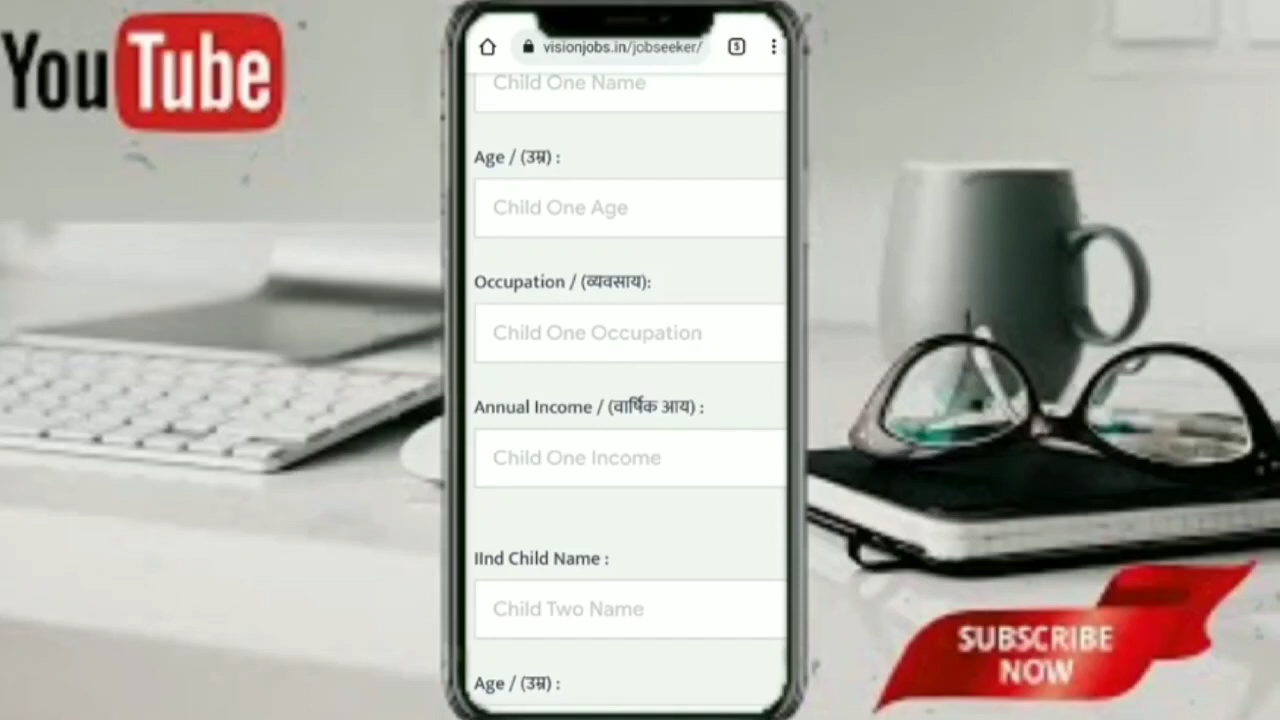 YouTube
visionjobs.in/jobseeker/
5
Child One Name
Age / (उम्र) :
Child One Age
Occupation / (व्यवसाय):
Child One Occupation
Annual Income / (वार्षिक आय) :
Child One Income
IInd Child Name :
Child Two Name
Age / (उम्र) :
SUBSCRIBE
NOW